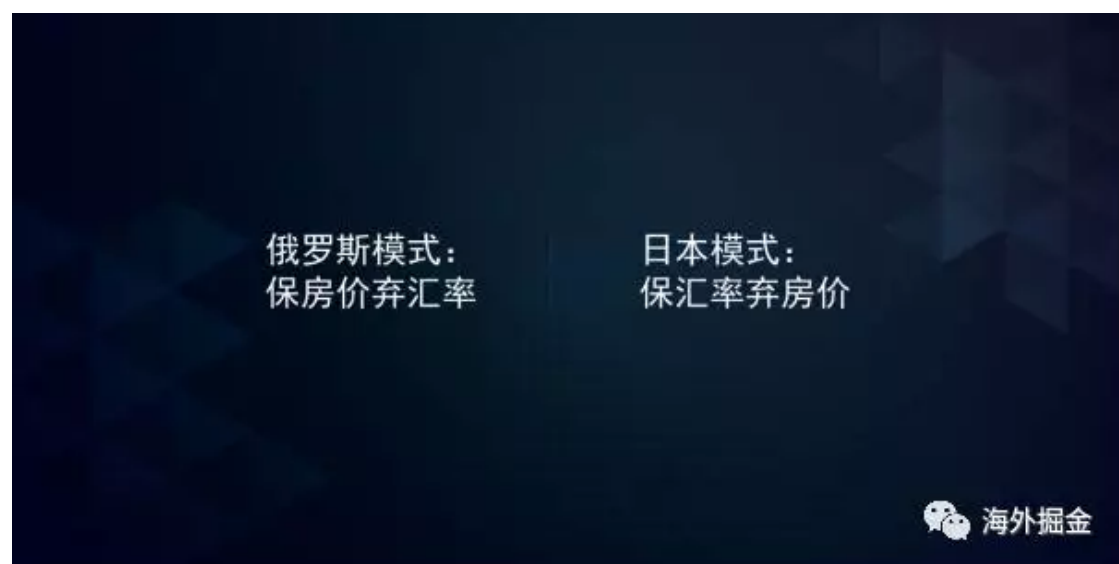 俄罗斯模式：
保房价弃汇率
日本模式：
保汇率弃房价
海外掘金